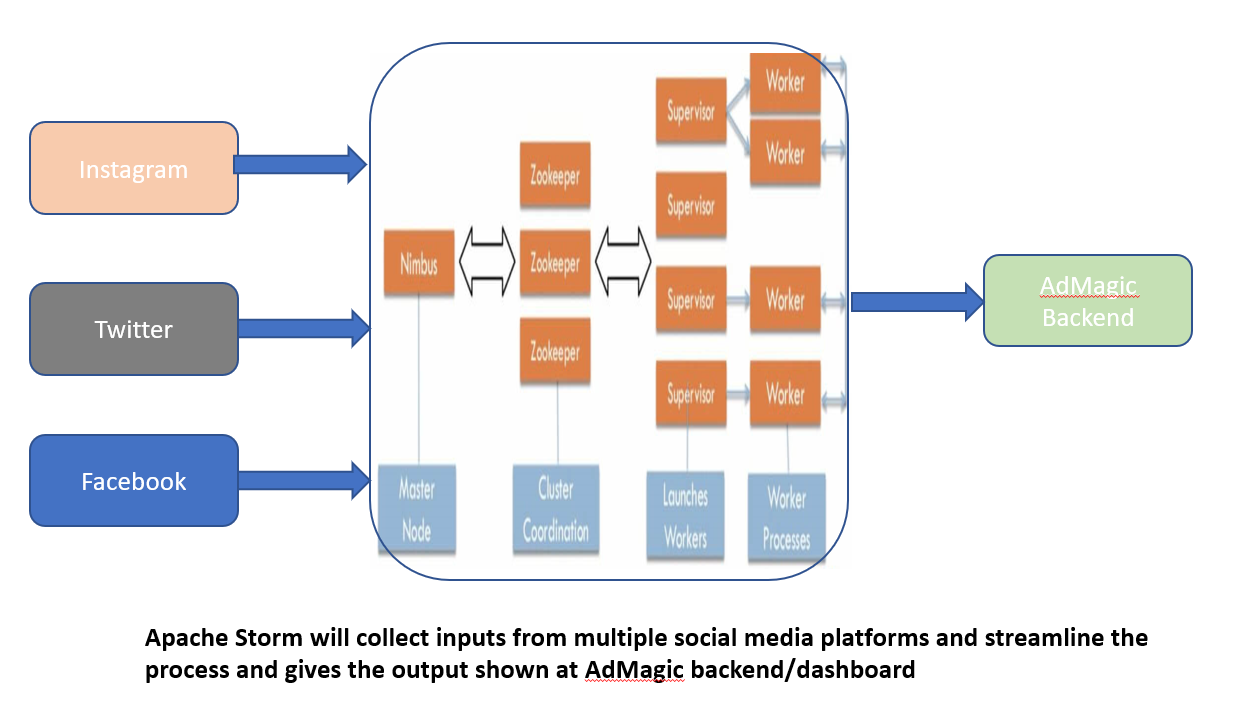 Instagram
Twitter
Facebook
Nimbus
Zookeeper
Zookeeper
Zookeeper
Supervisor
Supervisor
Supervisor
Supervisor
Worker
Worker
Worker
Worker
Master
Node
Cluster
Coordination
Launches
Workers
Worker
Processes
AdMagic
Backend
Apache Storm will collect inputs from multiple social media platforms and streamline the
process and gives the output shown at AdMagic backend/dashboard